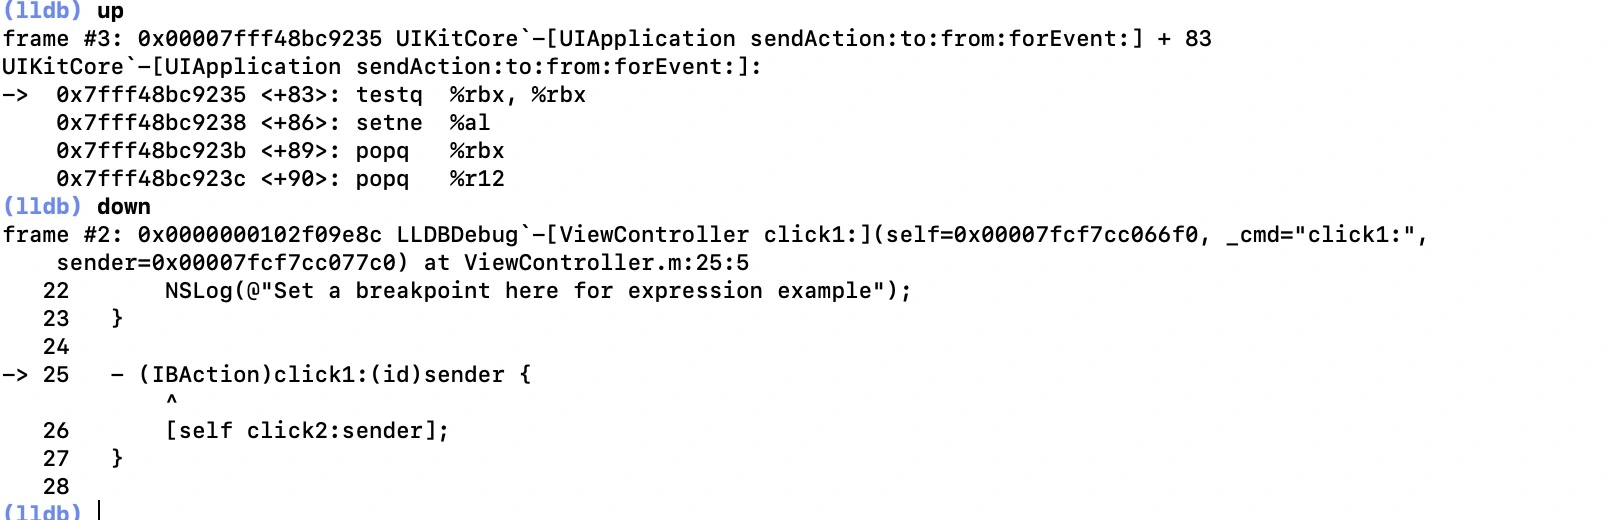 (lldb) up
frame #3: 0x00007fff48bc9235 UIKitCore`-[UIApplication sendAction:to:from:forEvent:] + 83
UIKitCore`-[UIApplication sendAction:to:from:forEvent:]:
->  0x7fff48bc9235 <+83>: testq  %rbx, %rbx
    0x7fff48bc9238 <+86>: setne  %al
    0x7fff48bc923b <+89>: popq   %rbx
    0x7fff48bc923c <+90>: popq   %r12
(lldb) down
frame #2: 0x0000000102f09e8c LLDBDebug`-[ViewController click1:](self=0x00007fcf7cc066f0, _cmd="click1:",
    sender=0x00007fcf7cc077c0) at ViewController.m:25:5
   22       NSLog(@"Set a breakpoint here for expression example");
   23   }
   24
-> 25   - (IBAction)click1:(id)sender {
            ^
   26       [self click2:sender];
   27   }
   28
(lldb)